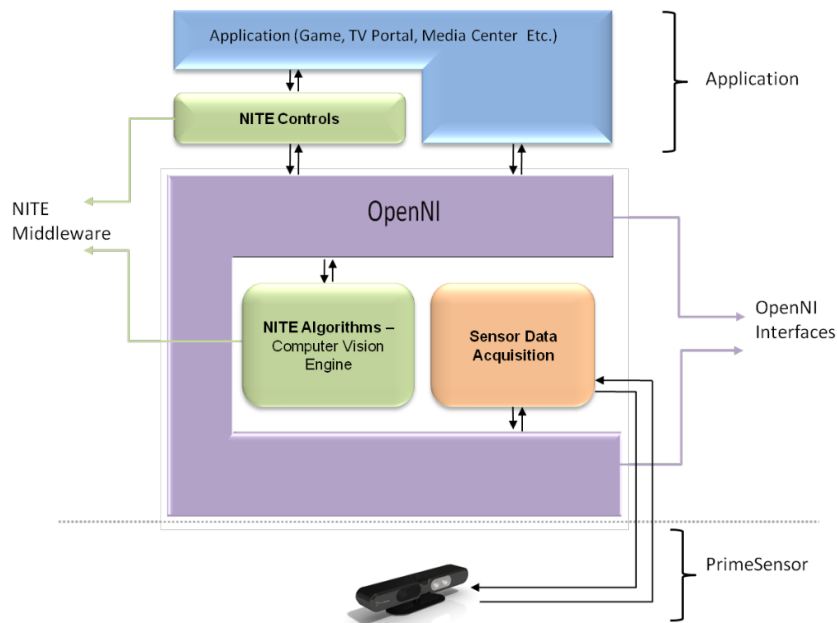 Application (Game, TV Portal, Media Center Etc.)
Application
NITE Controls
NITE
Middleware
OpenNI
NITE Algorithms –
Computer Vision
Engine
Sensor Data
Acquisition
OpenNI
Interfaces
PrimeSensor